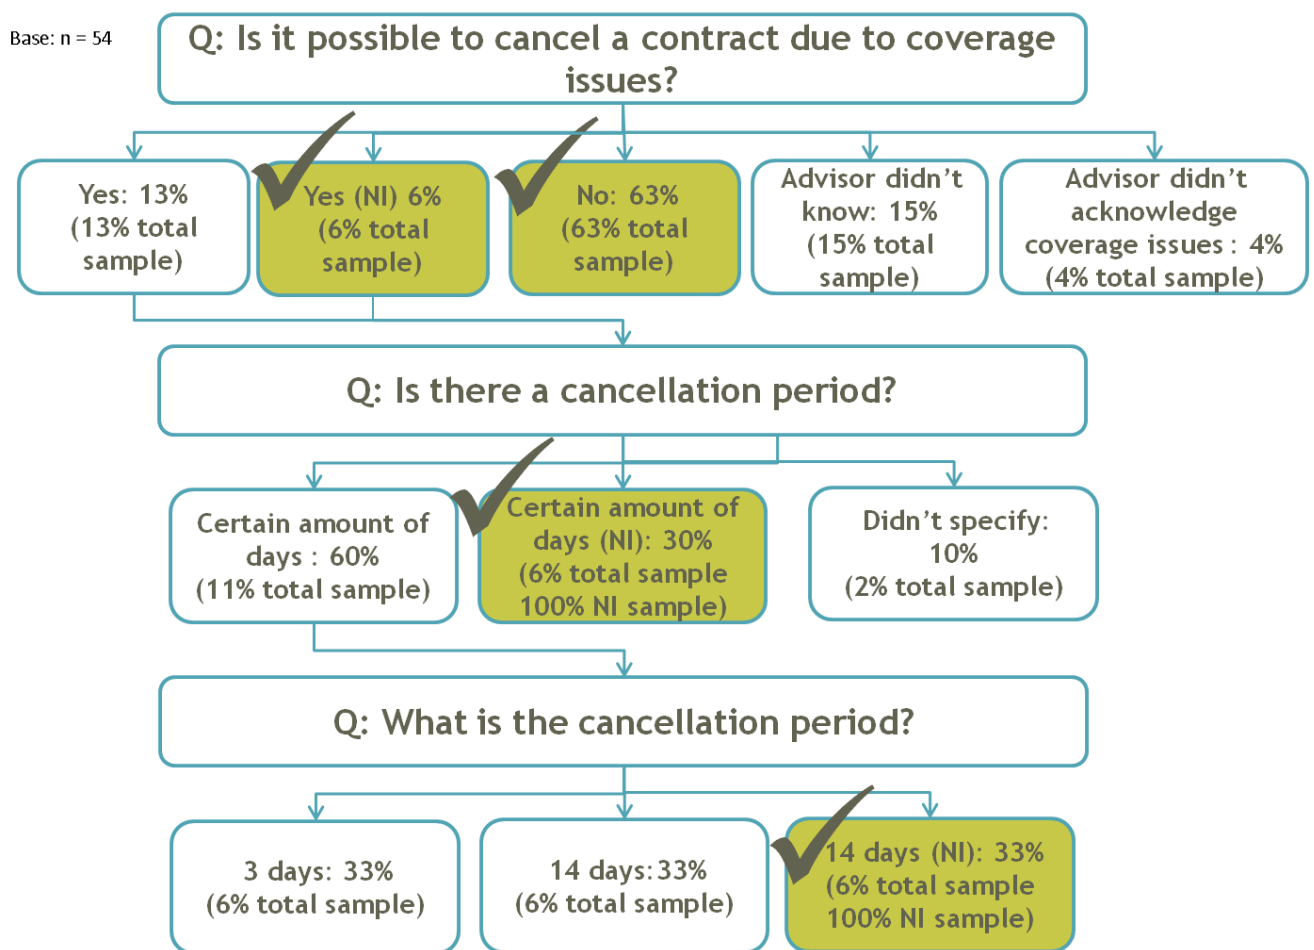 Base: n = 54
Q: Is it possible to cancel a contract due to coverage
issues?
Yes: 13%
(13% total
sample)
Yes (NI) 6%
(6% total
sample)
No: 63%
(63% total
sample)
Advisor didn't
know: 15%
(15% total
sample)
Advisor didn't
acknowledge
coverage issues : 4%
(4% total sample)
Q: Is there a cancellation period?
Certain amount of
days : 60%
(11% total sample)
Certain amount of
days (NI): 30%
(6% total sample
100% NI sample)
Didn't specify:
10%
(2% total sample)
Q: What is the cancellation period?
3 days: 33%
(6% total sample)
14 days:33%
(6% total sample)
14 days (NI): 33%
(6% total sample
100% NI sample)